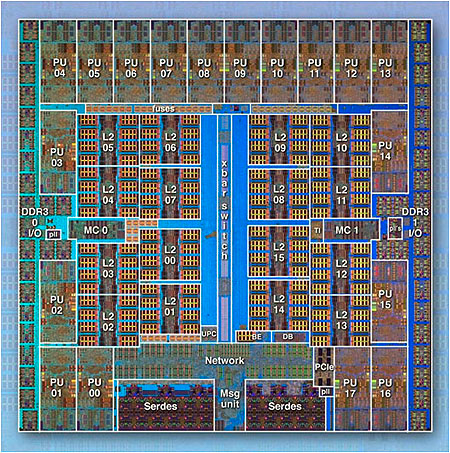 PU 04
PU 05
PU 06
PU 07
PU 08
PU 09
PU 10
PU 11
PU 12
PU 13
fuses
PU 03
L2 05
L2 06
L2 09
L2 10
PU 14
L2 04
L2 07
xbar switch
L2 08
L2 11
DDR3 0 I/O
pll
MC 0
TI
MC 1
plls
DDR3 1 I/O
L2 03
L2 00
L2 15
L2 12
PU 02
L2 02
L2 01
L2 14
L2 13
PU 15
UPC
BE
DB
Network
PCIe
PU 01
PU 00
Msg unit
pll
PU 17
PU 16
Serdes
Serdes